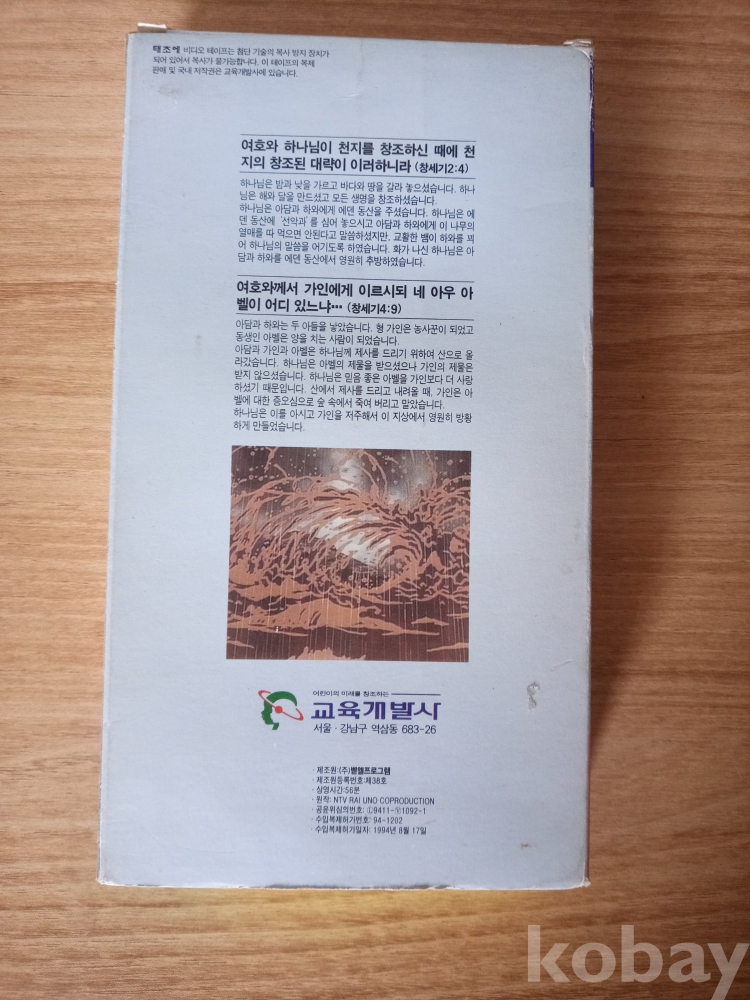 태조에 비디오 테이프는 첨단 기술의 복사 방지 장치가
되어 있어서 복사가 불가능합니다. 이 테이프의 복제
판매 및 국내 저작권은 교육개발사에 있습니다.
여호와 하나님이 천지를 창조하신 때에 천
지의 창조된 대략이 이러하니라 (창세기2:4)
하나님은 밤과 낮을 가르고 바다와 땅을 갈라 놓으셨습니다. 하나
님은 해와 달을 만드셨고 모든 생명을 창조하셨습니다.
하나님은 아담과 하와에게 에덴 동산을 주셨습니다. 하나님은 에
덴 동산에 '선악과'를 심어 놓으시고 아담과 하와에게 이 나무의
열매를 따 먹으면 안된다고 말씀하셨지만, 교활한 뱀이 하와를 꾀
어 하나님의 말씀을 어기도록 하였습니다. 화가 나신 하나님은 아
담과 하와를 에덴 동산에서 영원히 추방하였습니다.
여호와께서 가인에게 이르시되 네 아우 아
벨이 어디 있느냐… (창세기4:9)
아담과 하와는 두 아들을 낳았습니다. 형 가인은 농사꾼이 되었고
동생인 아벨은 양을 치는 사람이 되었습니다.
아담과 가인과 아벨은 하나님께 제사를 드리기 위하여 산으로 올
라갔습니다. 하나님은 아벨의 제물을 받으셨으나 가인의 제물은
받지 않으셨습니다. 하나님은 믿음 좋은 아벨을 가인보다 더 사랑
하셨기 때문입니다. 산에서 제사를 드리고 내려올 때, 가인은 아
벨에 대한 증오심으로 숲 속에서 죽여 버리고 말았습니다.
하나님은 이를 아시고 가인을 저주해서 이 지상에서 영원히 방황
하게 만들었습니다.
어린이의 미래를 창조하는
교육개발사
서울 · 강남구 역삼동 683-26
· 제조원:(주)벧엘프로그램
· 제조원등록번호:제38호
· 상영시간:56분
· 원작: NTV RAI UNO COPRODUCTION
· 공윤위심의번호: Ⓛ9411-㉾1092-1
· 수입복제허가번호: 94-1202
· 수입복제허가일자: 1994년 8월 17일
kobay